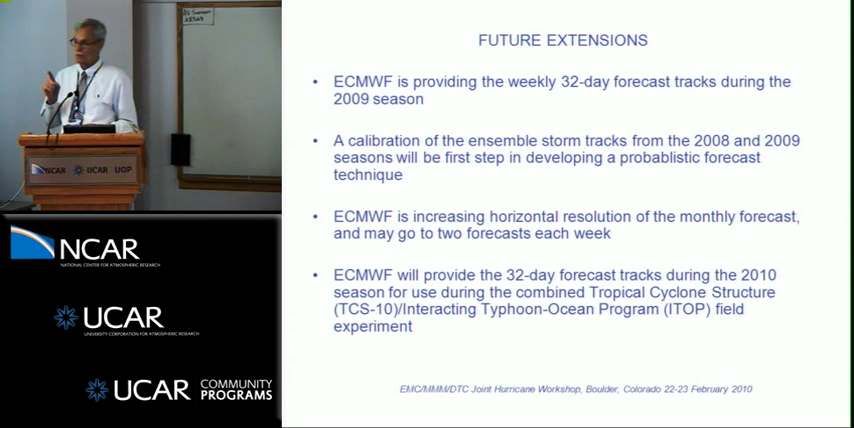 NCAR UCAR UOP
NCAR
NATIONAL CENTER FOR ATMOSPHERIC RESEARCH
UCAR
UNIVERSITY CORPORATION FOR ATMOSPHERIC RESEARCH
UCAR COMMUNITY PROGRAMS
FUTURE EXTENSIONS
• ECMWF is providing the weekly 32-day forecast tracks during the
2009 season
• A calibration of the ensemble storm tracks from the 2008 and 2009
seasons will be first step in developing a probablistic forecast
technique
• ECMWF is increasing horizontal resolution of the monthly forecast,
and may go to two forecasts each week
• ECMWF will provide the 32-day forecast tracks during the 2010
season for use during the combined Tropical Cyclone Structure
(TCS-10)/Interacting Typhoon-Ocean Program (ITOP) field
experiment
EMC/MMM/DTC Joint Hurricane Workshop, Boulder, Colorado 22-23 February 2010